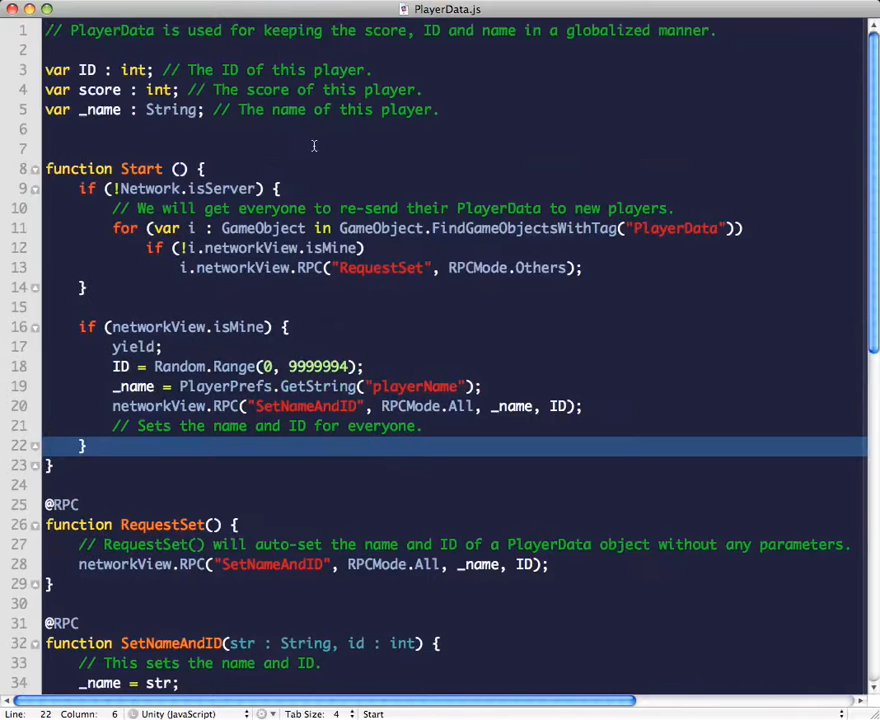 PlayerData.js
1 // PlayerData is used for keeping the score, ID and name in a globalized manner.
2
3 var ID : int; // The ID of this player.
4 var score : int; // The score of this player.
5 var _name : String; // The name of this player.
6
7
8 function Start () {
9 if (!Network.isServer) {
10 // We will get everyone to re-send their PlayerData to new players.
11 for (var i : GameObject in GameObject.FindGameObjectsWithTag("PlayerData"))
12 if (!i.networkView.isMine)
13 i.networkView.RPC("RequestSet", RPCMode.Others);
14 }
15
16 if (networkView.isMine) {
17 yield;
18 ID = Random.Range(0, 9999994);
19 _name = PlayerPrefs.GetString("playerName");
20 networkView.RPC("SetNameAndID", RPCMode.All, _name, ID);
21 // Sets the name and ID for everyone.
22 }
23 }
24
25 @RPC
26 function RequestSet() {
27 // RequestSet() will auto-set the name and ID of a PlayerData object without any parameters.
28 networkView.RPC("SetNameAndID", RPCMode.All, _name, ID);
29 }
30
31 @RPC
32 function SetNameAndID(str : String, id : int) {
33 // This sets the name and ID.
34 _name = str;
Line: 22 Column: 6 Unity (JavaScript) Tab Size: 4 Start